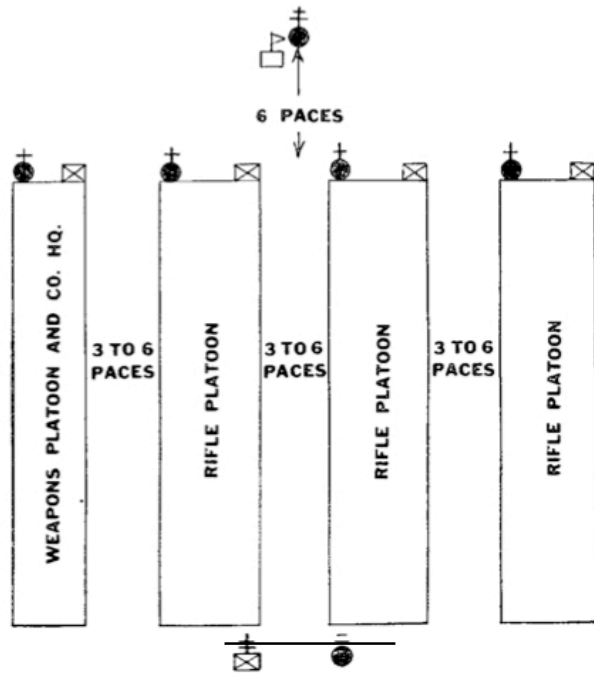 6 PACES
WEAPONS PLATOON AND CO. HQ.
3 TO 6
PACES
RIFLE PLATOON
3 TO 6
PACES
RIFLE PLATOON
3 TO 6
PACES
RIFLE PLATOON